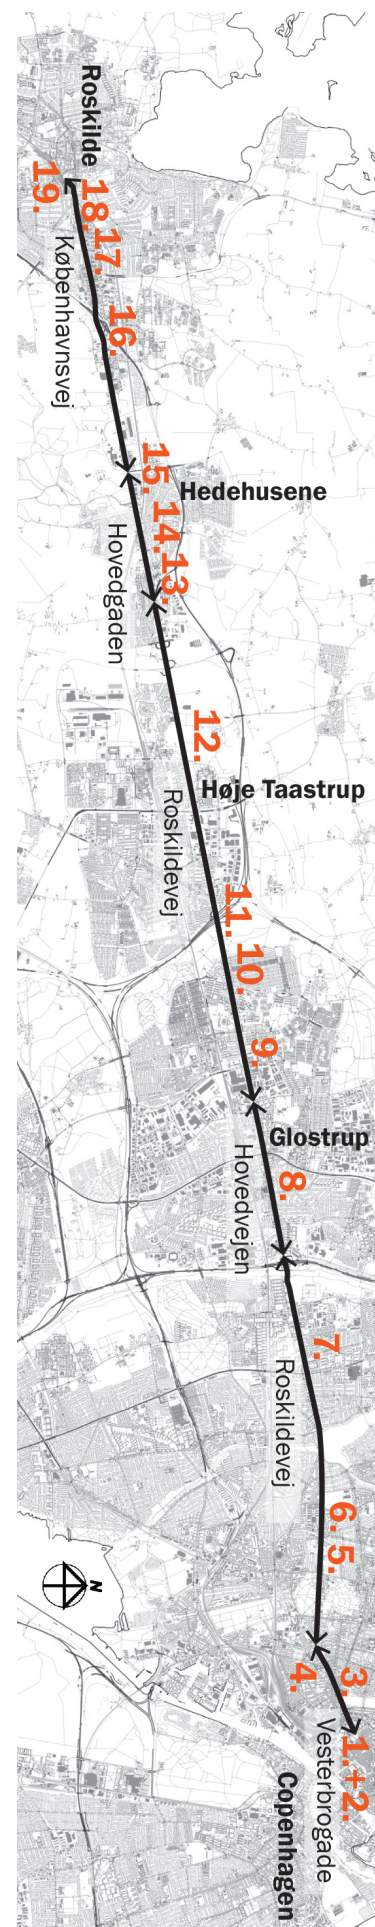 Roskilde
19.
18.
17.
Københavnsvej
16.
15.
Hedehusene
14.
13.
Hovedgaden
12.
Høje Taastrup
Roskildevej
11.
10.
9.
Glostrup
8.
Hovedvejen
7.
Roskildevej
6.
5.
N
4.
3.
1.+2.
Vesterbrogade
Copenhagen